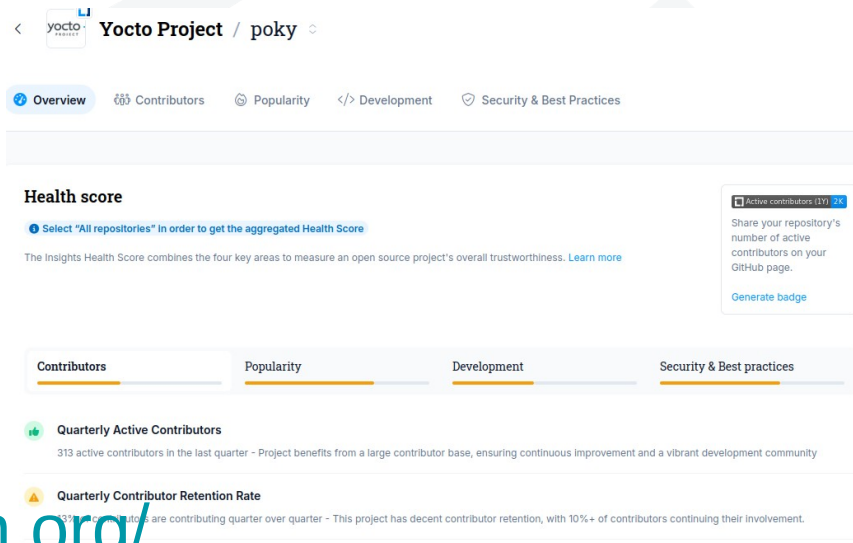 yocto
PROJECT
Yocto Project / poky
Overview
Contributors
Popularity
</> Development
Security & Best Practices
Health score
Select “All repositories” in order to get the aggregated Health Score
The Insights Health Score combines the four key areas to measure an open source project's overall trustworthiness. Learn more
Active contributors (1Y) 2K
Share your repository's
number of active
contributors on your
GitHub page.
Generate badge
Contributors
Popularity
Development
Security & Best practices
Quarterly Active Contributors
313 active contributors in the last quarter - Project benefits from a large contributor base, ensuring continuous improvement and a vibrant development community
Quarterly Contributor Retention Rate
13% of contributors are contributing quarter over quarter - This project has decent contributor retention, with 10%+ of contributors continuing their involvement.
org/